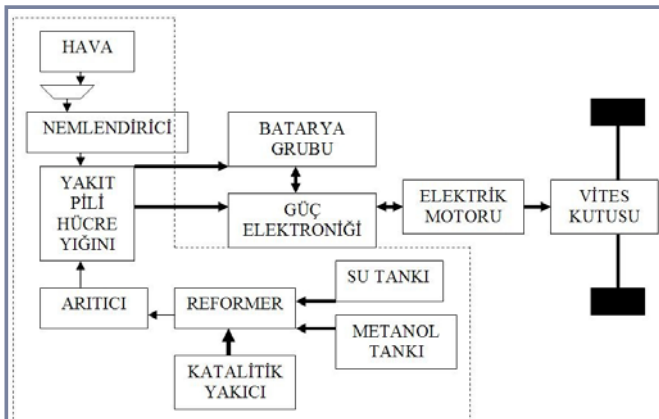 HAVA
NEMLENDİRİCİ
YAKIT
PİLİ
HÜCRE
YIĞINI
BATARYA
GRUBU
GÜÇ
ELEKTRONİĞİ
ELEKTRİK
MOTORU
VİTES
KUTUSU
ARITICI
REFORMER
SU TANKI
METANOL
TANKI
KATALİTİK
YAKICI